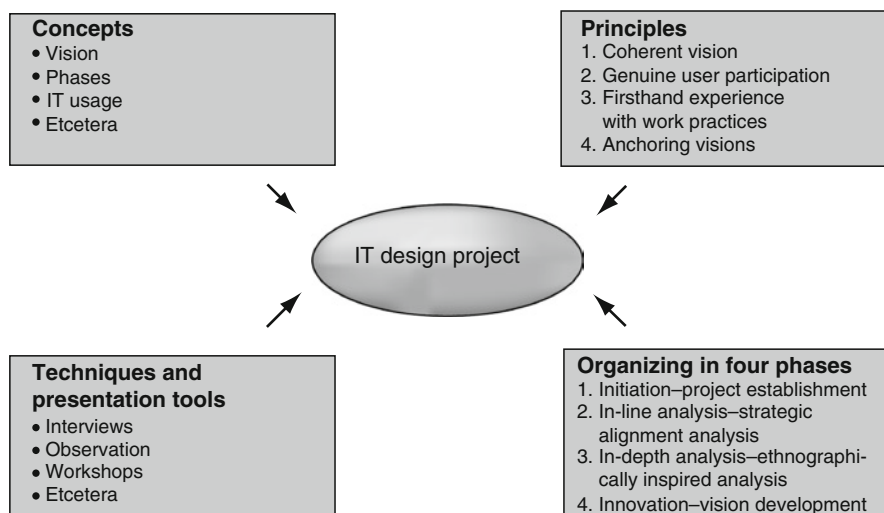 Concepts
• Vision
• Phases
• IT usage
• Etcetera
Principles
1. Coherent vision
2. Genuine user participation
3. Firsthand experience
with work practices
4. Anchoring visions
IT design project
Techniques and
presentation tools
• Interviews
• Observation
• Workshops
• Etcetera
Organizing in four phases
1. Initiation–project establishment
2. In-line analysis–strategic
alignment analysis
3. In-depth analysis–ethnographi-
cally inspired analysis
4. Innovation–vision development